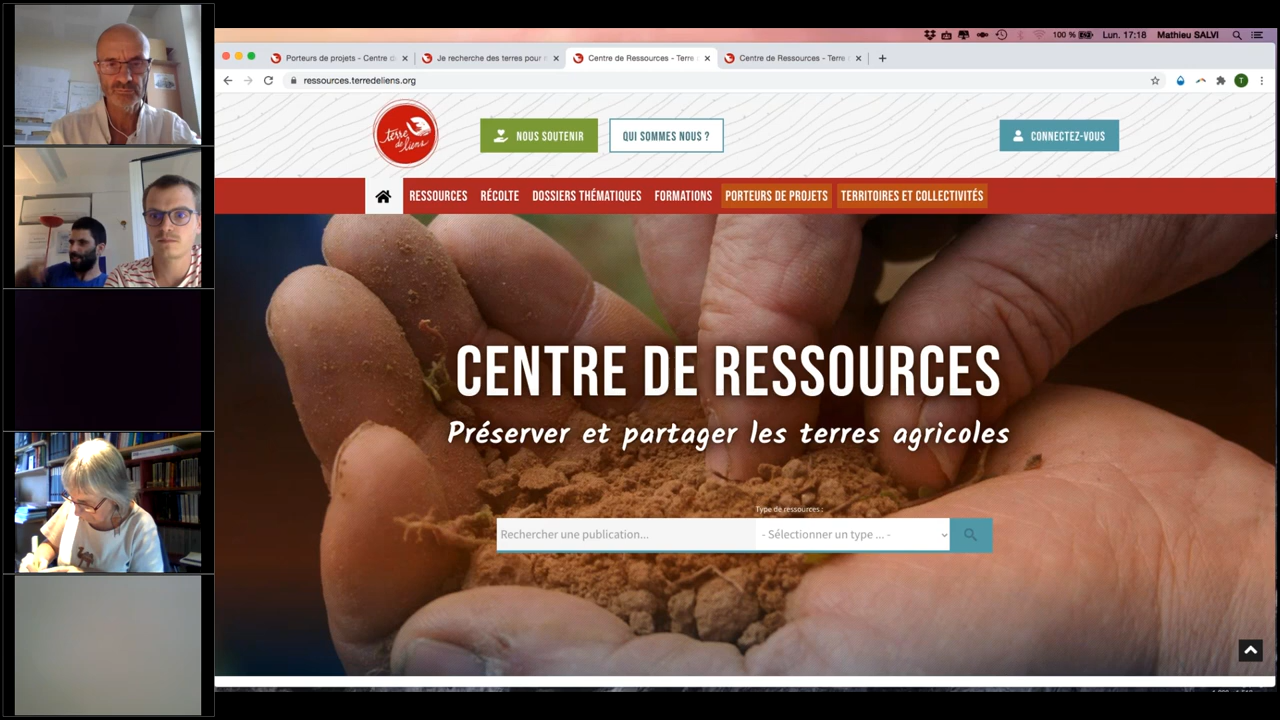 100 %
Lun. 17:18
Mathieu SALVI
Porteurs de projets - Centre d
Je recherche des terres pour
Centre de Ressources - Terre
Centre de Ressources - Terre
ressources.terredeliens.org
T
terre de liens
NOUS SOUTENIR
QUI SOMMES NOUS ?
CONNECTEZ-VOUS
RESSOURCES
RÉCOLTE
DOSSIERS THÉMATIQUES
FORMATIONS
PORTEURS DE PROJETS
TERRITOIRES ET COLLECTIVITÉS
CENTRE DE RESSOURCES
Préserver et partager les terres agricoles
Type de ressources :
Rechercher une publication...
- Sélectionner un type ... -